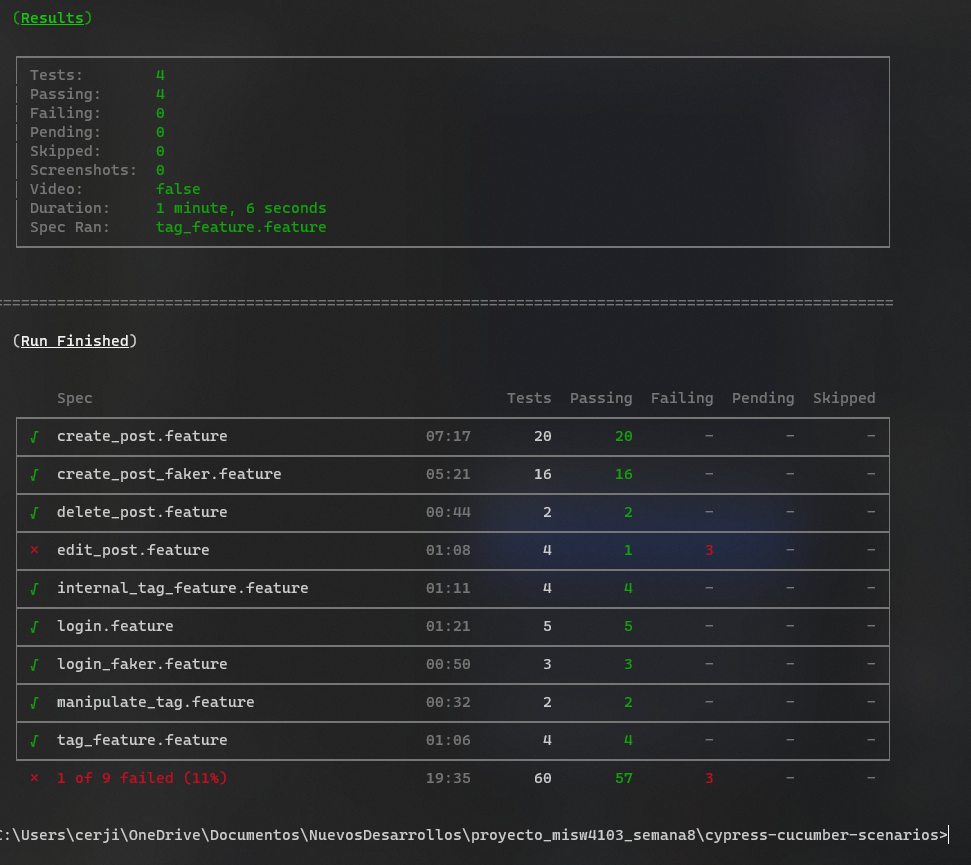 (Results)
Tests: 4
Passing: 4
Failing: 0
Pending: 0
Skipped: 0
Screenshots: 0
Video: false
Duration: 1 minute, 6 seconds
Spec Ran: tag_feature.feature
====================================================================================================
(Run Finished)
Spec Tests Passing Failing Pending Skipped
√ create_post.feature 07:17 20 20 - - -
√ create_post_faker.feature 05:21 16 16 - - -
√ delete_post.feature 00:44 2 2 - - -
× edit_post.feature 01:08 4 1 3 - -
√ internal_tag_feature.feature 01:11 4 4 - - -
√ login.feature 01:21 5 5 - - -
√ login_faker.feature 00:50 3 3 - - -
√ manipulate_tag.feature 00:32 2 2 - - -
√ tag_feature.feature 01:06 4 4 - - -
× 1 of 9 failed (11%) 19:35 60 57 3 - -
C:\Users\cerji\OneDrive\Documentos\NuevosDesarrollos\proyecto_misw4103_semana8\cypress-cucumber-scenarios>